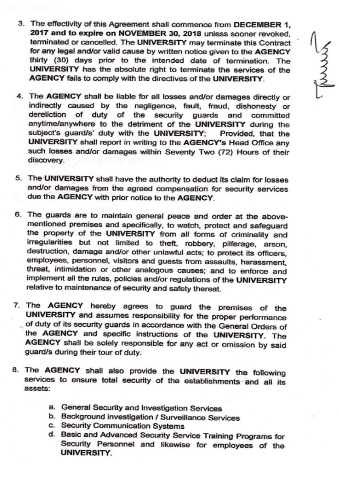 3. The effectivity of this Agreement shall commence from DECEMBER 1,
2017 and to expire on NOVEMBER 30, 2018 unless sooner revoked,
terminated or cancelled. The UNIVERSITY may terminate this Contract
for any legal and/or valid cause by written notice given to the AGENCY
thirty (30) days prior to the intended date of termination. The
UNIVERSITY has the absolute right to terminate the services of the
AGENCY fails to comply with the directives of the UNIVERSITY.
4. The AGENCY shall be liable for all losses and/or damages directly or
indirectly caused by the negligence, fault, fraud, dishonesty or
dereliction of duty of the security guards and committed
anytime/anywhere to the detriment of the UNIVERSITY during the
subject's guard/s' duty with the UNIVERSITY; Provided, that the
UNIVERSITY shall report in writing to the AGENCY's Head Office any
such losses and/or damages within Seventy Two (72) Hours of their
discovery.
5. The UNIVERSITY shall have the authority to deduct its claim for losses
and/or damages from the agreed compensation for security services
due the AGENCY with prior notice to the AGENCY.
6. The guards are to maintain general peace and order at the above-
mentioned premises and specifically, to watch, protect and safeguard
the property of the UNIVERSITY from all forms of criminality and
irregularities but not limited to theft, robbery, pilferage, arson,
destruction, damage and/or other unlawful acts; to protect its officers,
employees, personnel, visitors and guests from assaults, harassment,
threat, intimidation or other analogous causes; and to enforce and
implement all the rules, policies and/or regulations of the UNIVERSITY
relative to maintenance of security and safety thereat.
7. The AGENCY hereby agrees to guard the premises of the
UNIVERSITY and assumes responsibility for the proper performance
of duty of its security guards in accordance with the General Orders of
the AGENCY and specific instructions of the UNIVERSITY. The
AGENCY shall be solely responsible for any act or omission by said
guard/s during their tour of duty.
8. The AGENCY shall also provide the UNIVERSITY the following
services to ensure total security of the establishments and all its
assets:
a. General Security and Investigation Services
b. Background investigation / Surveillance Services
c. Security Communication Systems
d. Basic and Advanced Security Service Training Programs for
Security Personnel and likewise for employees of the
UNIVERSITY.